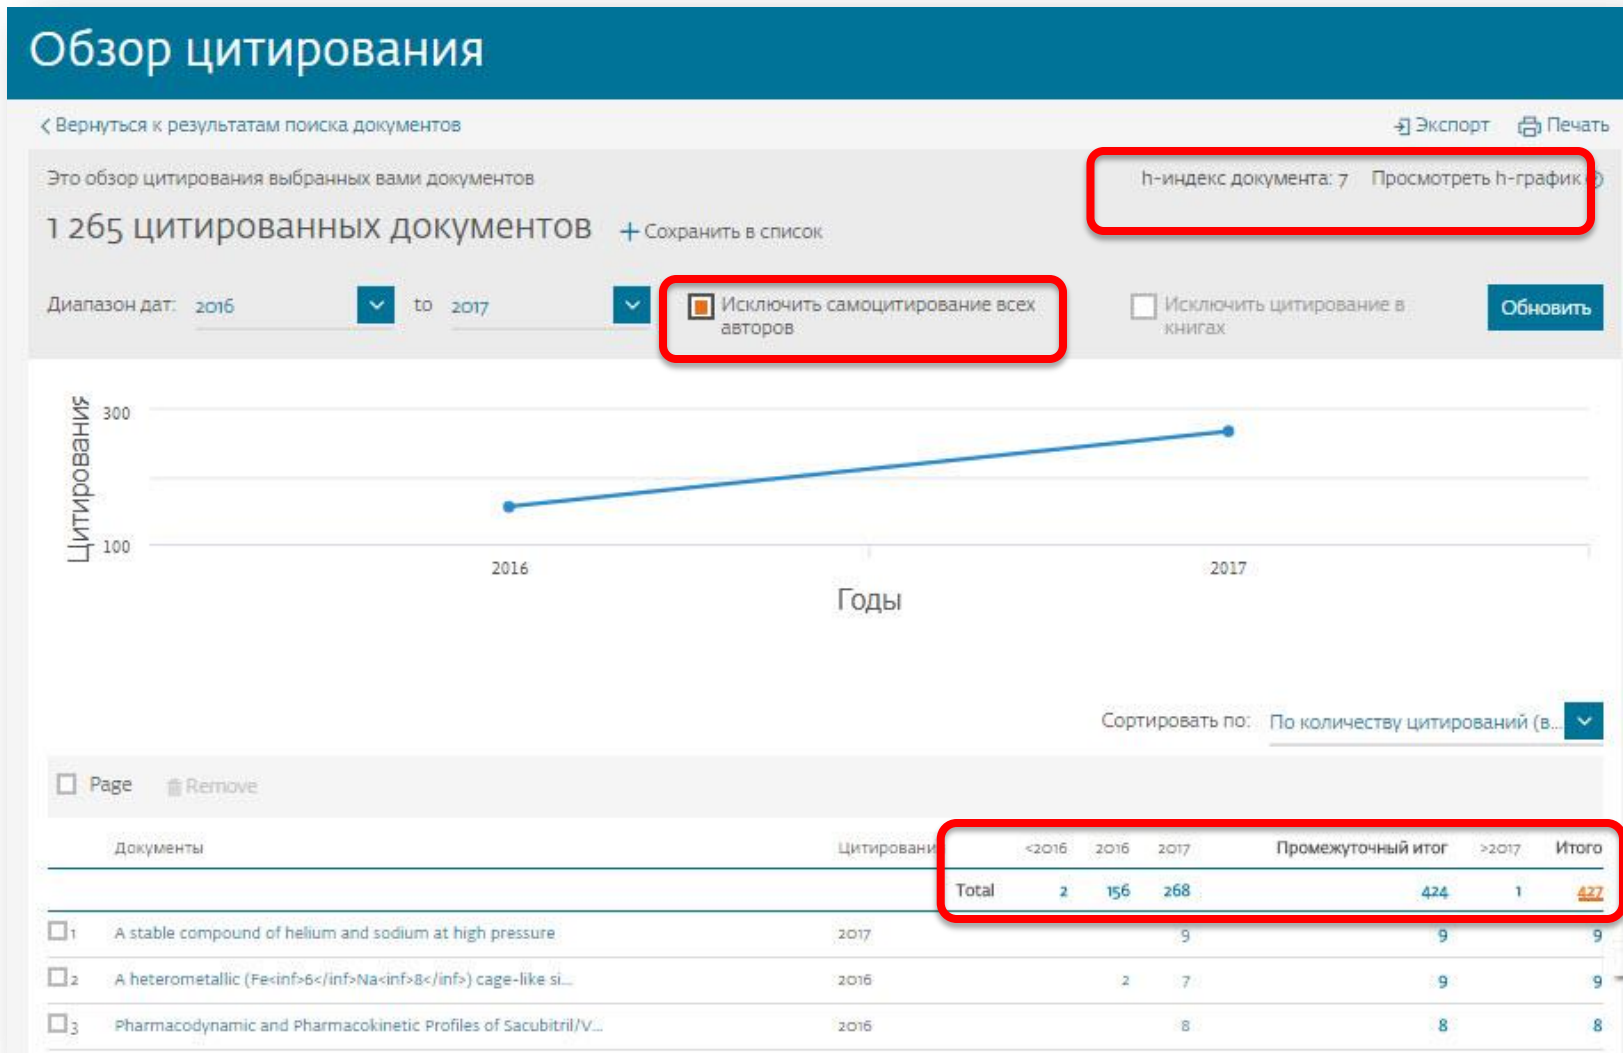 Обзор цитирования
Вернуться к результатам поиска документов
Экспорт Печать
Это обзор цитирования выбранных вами документов
h-индекс документа: 7 Просмотреть h-график
1 265 цитированных документов
Сохранить в список
Диапазон дат: 2016 to 2017
Исключить самоцитирование всех
авторов
Исключить цитирование в
книгах
Обновить
Цитирования
300
100
2016 2017
Годы
Сортировать по: По количеству цитирований (в...
Page Remove
Документы Цитировани <2016 2016 2017 Промежуточный итог >2017 Итого
Total 2 156 268 424 1 427
1 A stable compound of helium and sodium at high pressure 2017 9 9 9
2 A heterometallic (Fe<inf>6</inf>Na<inf>8</inf>) cage-like si... 2016 2 7 9 9
3 Pharmacodynamic and Pharmacokinetic Profiles of Sacubitril/V... 2016 8 8 8